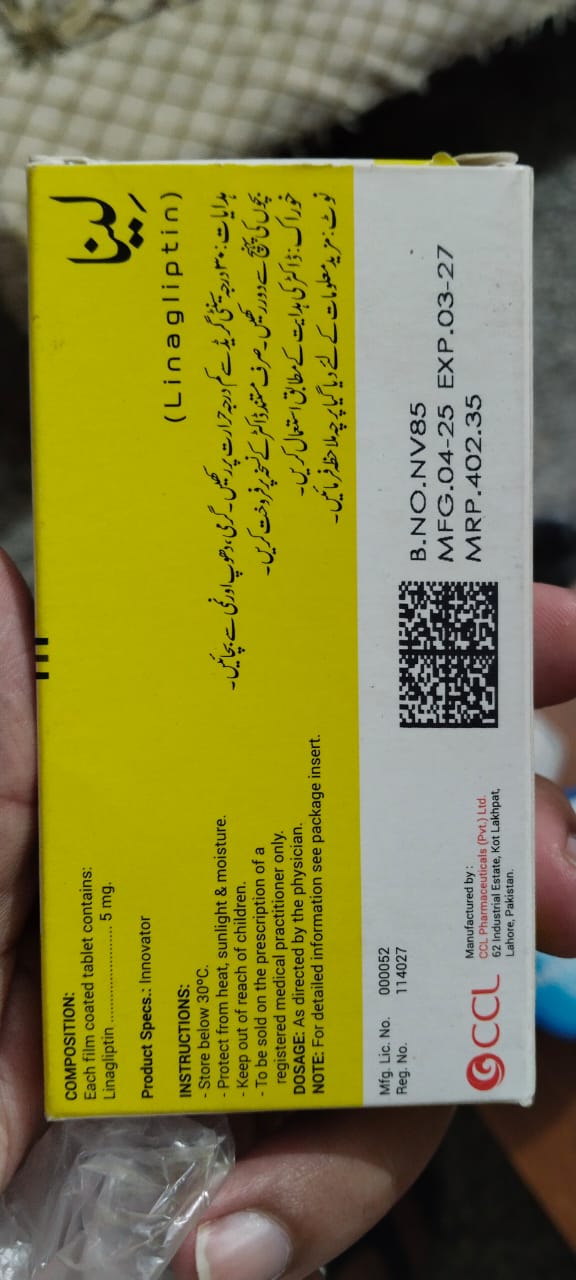 COMPOSITION:
Each film coated tablet contains:
Linagliptin .............................. 5 mg.
Product Specs.: Innovator
INSTRUCTIONS:
- Store below 30°C.
- Protect from heat, sunlight & moisture.
- Keep out of reach of children.
- To be sold on the prescription of a
registered medical practitioner only.
DOSAGE: As directed by the physician.
NOTE: For detailed information see package insert.
لینا
(Linagliptin)
ہدایات: ۳۰ درجہ سینٹی گریڈ سے کم درجہ حرارت پر رکھیں۔ گرمی، دھوپ اور نمی سے بچائیں۔
بچوں کی پہنچ سے دور رکھیں۔ صرف مستند ڈاکٹر کے نسخہ پر فروخت کریں۔
خوراک: ڈاکٹر کی ہدایت کے مطابق استعمال کریں۔
نوٹ: مزید معلومات کے لئے دیا گیا پرچہ ملاحظہ فرمائیں۔
Mfg. Lic. No. 000052
Reg. No. 114027
B.NO.NV85
MFG.04-25 EXP.03-27
MRP.402.35
CCL
Manufactured by :
CCL Pharmaceuticals (Pvt.) Ltd.
62 Industrial Estate, Kot Lakhpat,
Lahore, Pakistan.